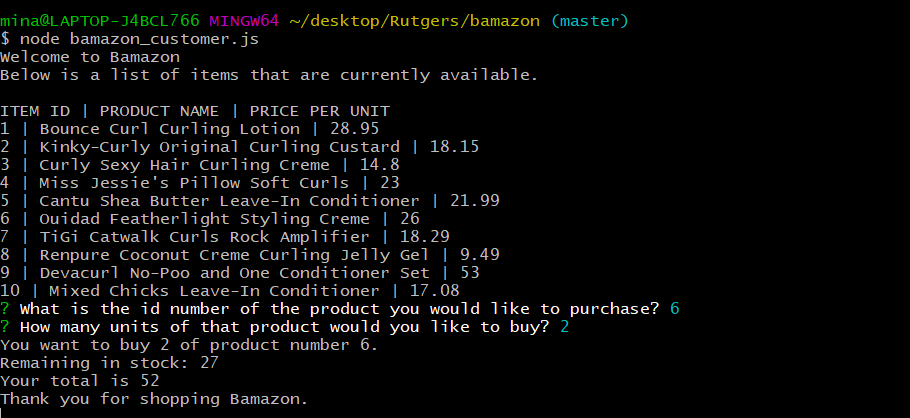 mina@LAPTOP-J4BCL766 MINGW64 ~/desktop/Rutgers/bamazon (master)
$ node bamazon_customer.js
Welcome to Bamazon
Below is a list of items that are currently available.
ITEM ID | PRODUCT NAME | PRICE PER UNIT
1 | Bounce Curl Curling Lotion | 28.95
2 | Kinky-Curly Original Curling Custard | 18.15
3 | Curly Sexy Hair Curling Creme | 14.8
4 | Miss Jessie's Pillow Soft Curls | 23
5 | Cantu Shea Butter Leave-In Conditioner | 21.99
6 | Ouidad Featherlight Styling Creme | 26
7 | TiGi Catwalk Curls Rock Amplifier | 18.29
8 | Renpure Coconut Creme Curling Jelly Gel | 9.49
9 | Devacurl No-Poo and One Conditioner Set | 53
10 | Mixed Chicks Leave-In Conditioner | 17.08
? What is the id number of the product you would like to purchase? 6
? How many units of that product would you like to buy? 2
You want to buy 2 of product number 6.
Remaining in stock: 27
Your total is 52
Thank you for shopping Bamazon.